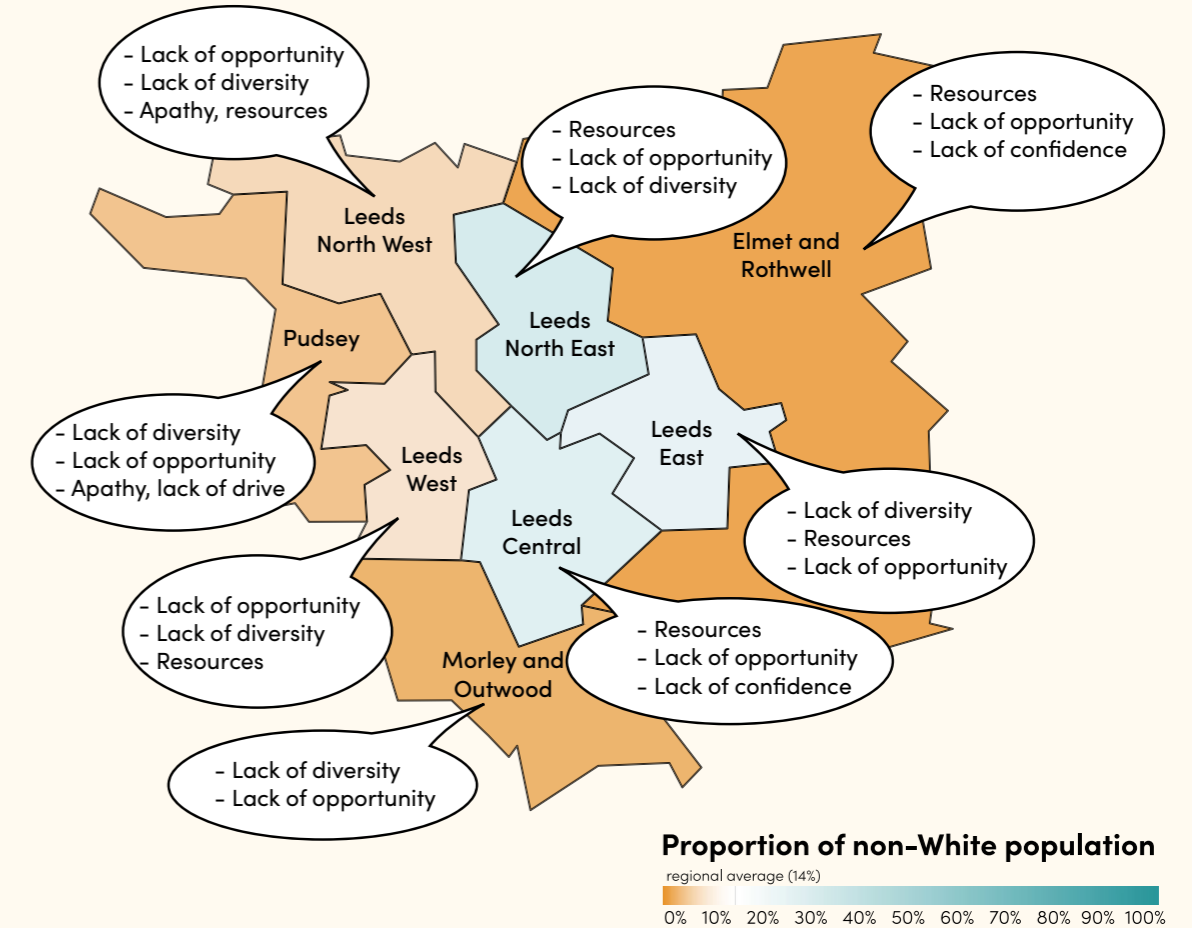 - Lack of opportunity
- Lack of diversity
- Apathy, resources
- Resources
- Lack of opportunity
- Lack of diversity
- Resources
- Lack of opportunity
- Lack of confidence
Leeds
North West
Elmet and
Rothwell
Pudsey
Leeds
North East
- Lack of diversity
- Lack of opportunity
- Apathy, lack of drive
Leeds
West
Leeds
East
Leeds
Central
- Lack of diversity
- Resources
- Lack of opportunity
- Lack of opportunity
- Lack of diversity
- Resources
- Resources
- Lack of opportunity
- Lack of confidence
Morley and
Outwood
- Lack of diversity
- Lack of opportunity
Proportion of non-White population
regional average (14%)
0% 10% 20% 30% 40% 50% 60% 70% 80% 90% 100%